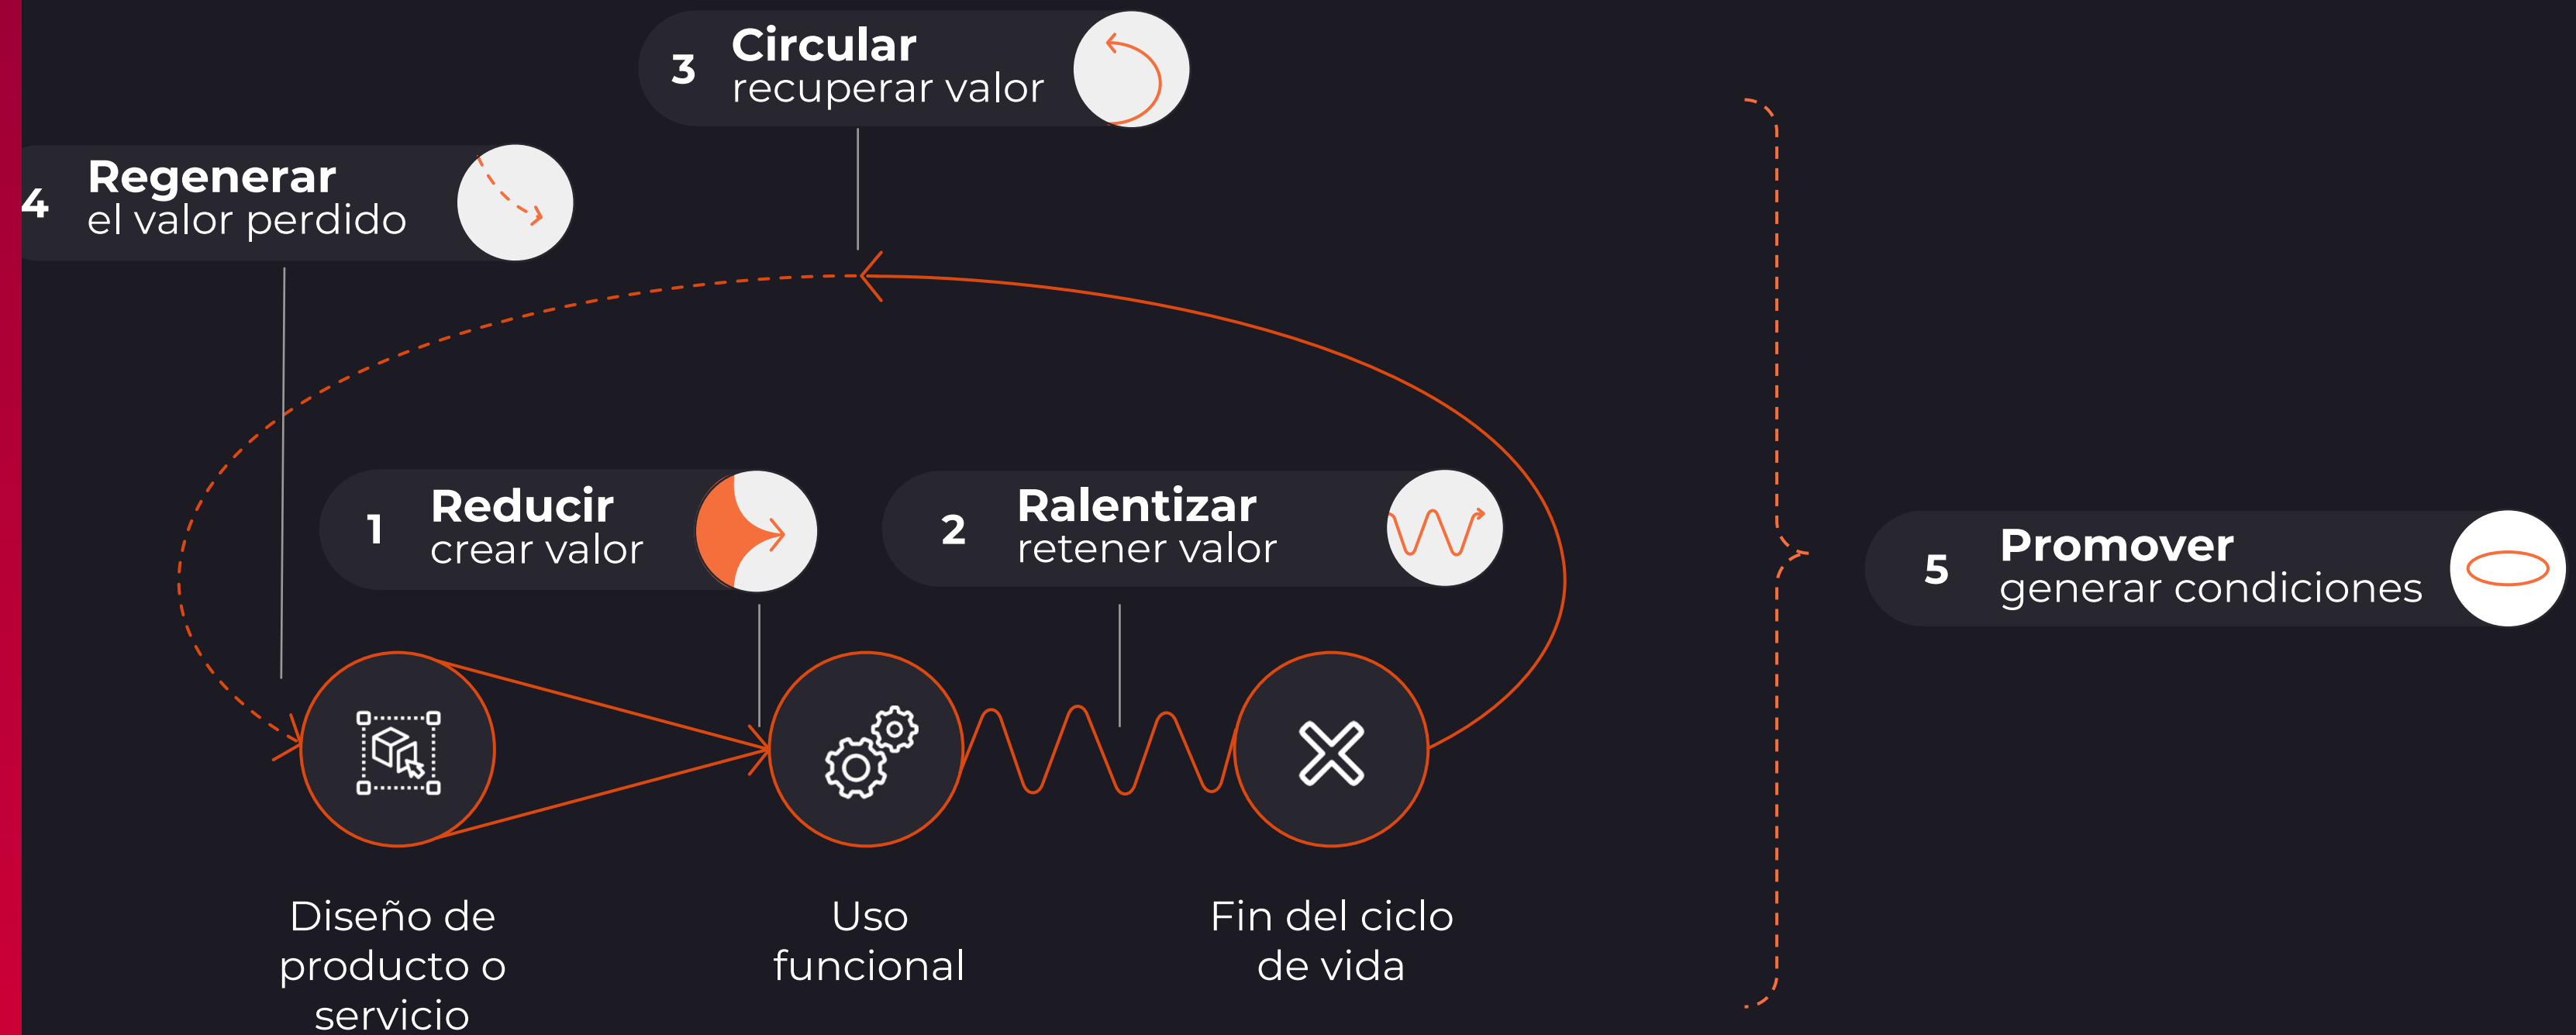 3
Circular
recuperar valor
4
Regenerar
el valor perdido
1
Reducir
crear valor
2
Ralentizar
retener valor
5
Promover
generar condiciones
Diseño de
producto o
servicio
Uso
funcional
Fin del ciclo
de vida